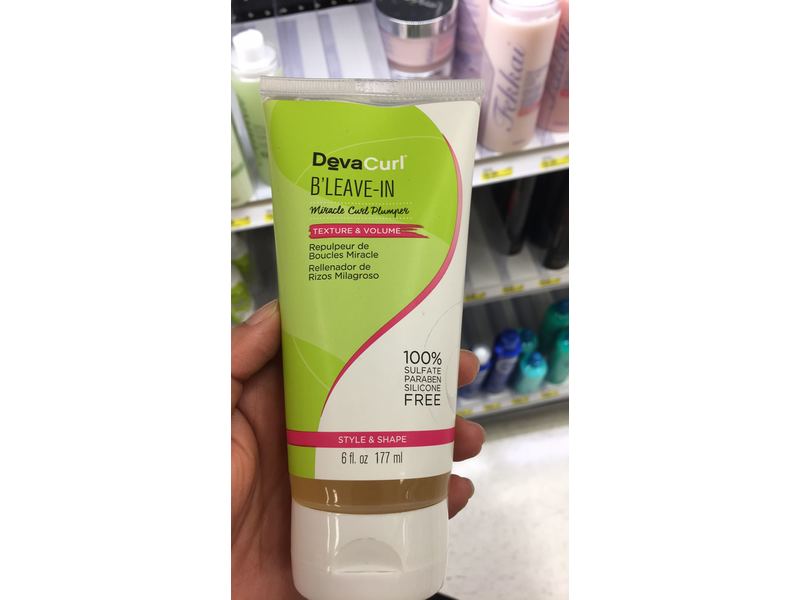 DevaCurl
B'LEAVE-IN
Miracle Curl Plumper
TEXTURE & VOLUME
Repulpeur de
Boucles Miracle
Rellenador de
Rizos Milagroso
100%
SULFATE
PARABEN
SILICONE
FREE
STYLE & SHAPE
6 fl. oz 177 ml
Fekkai